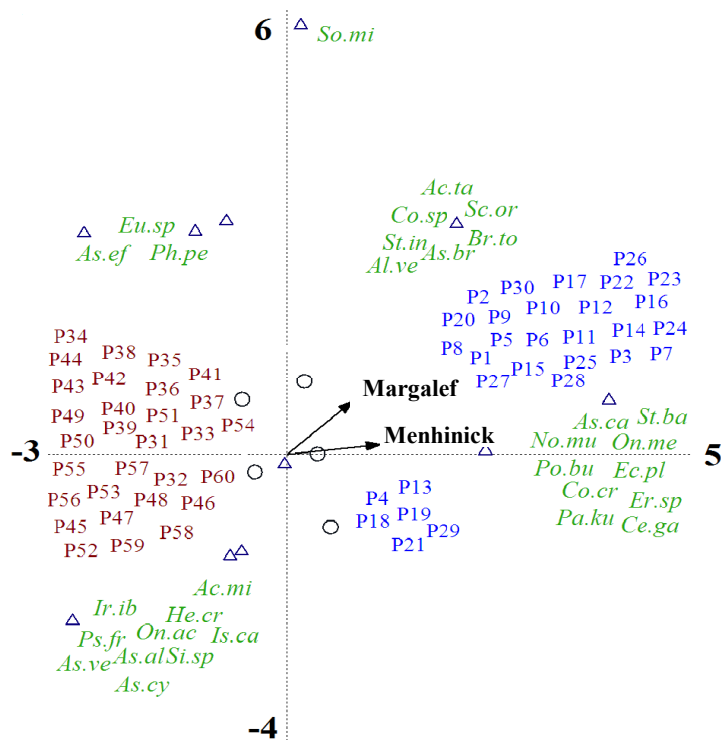 6
So.mi
Ac.ta
Co.sp Sc.or
Eu.sp
St.in As.br Br.to
As.ef Ph.pe
Al.ve
P26
P30 P17 P22 P23
P2
P9 P10 P12 P16
P20
P34
P5 P6 P11 P14 P24
P44 P38 P35
P8 P1 P15 P25 P3 P7
P43 P42 P36 P41
P27 P28
Margalef
P49 P40 P51 P37
As.ca St.ba
P50 P39 P31 P33 P54
Menhinick
No.mu On.me
-3
5
P55 P57 P32 P60
Po.bu Ec.pl
P56 P53 P48 P46
P4 P13
Co.cr Er.sp
P45 P47 P58
P18 P19 P29
Pa.ku Ce.ga
P52 P59
P21
Ac.mi
Ir.ib He.cr
Ps.fr On.ac Is.ca
As.ve As.al Si.sp
As.cy
-4